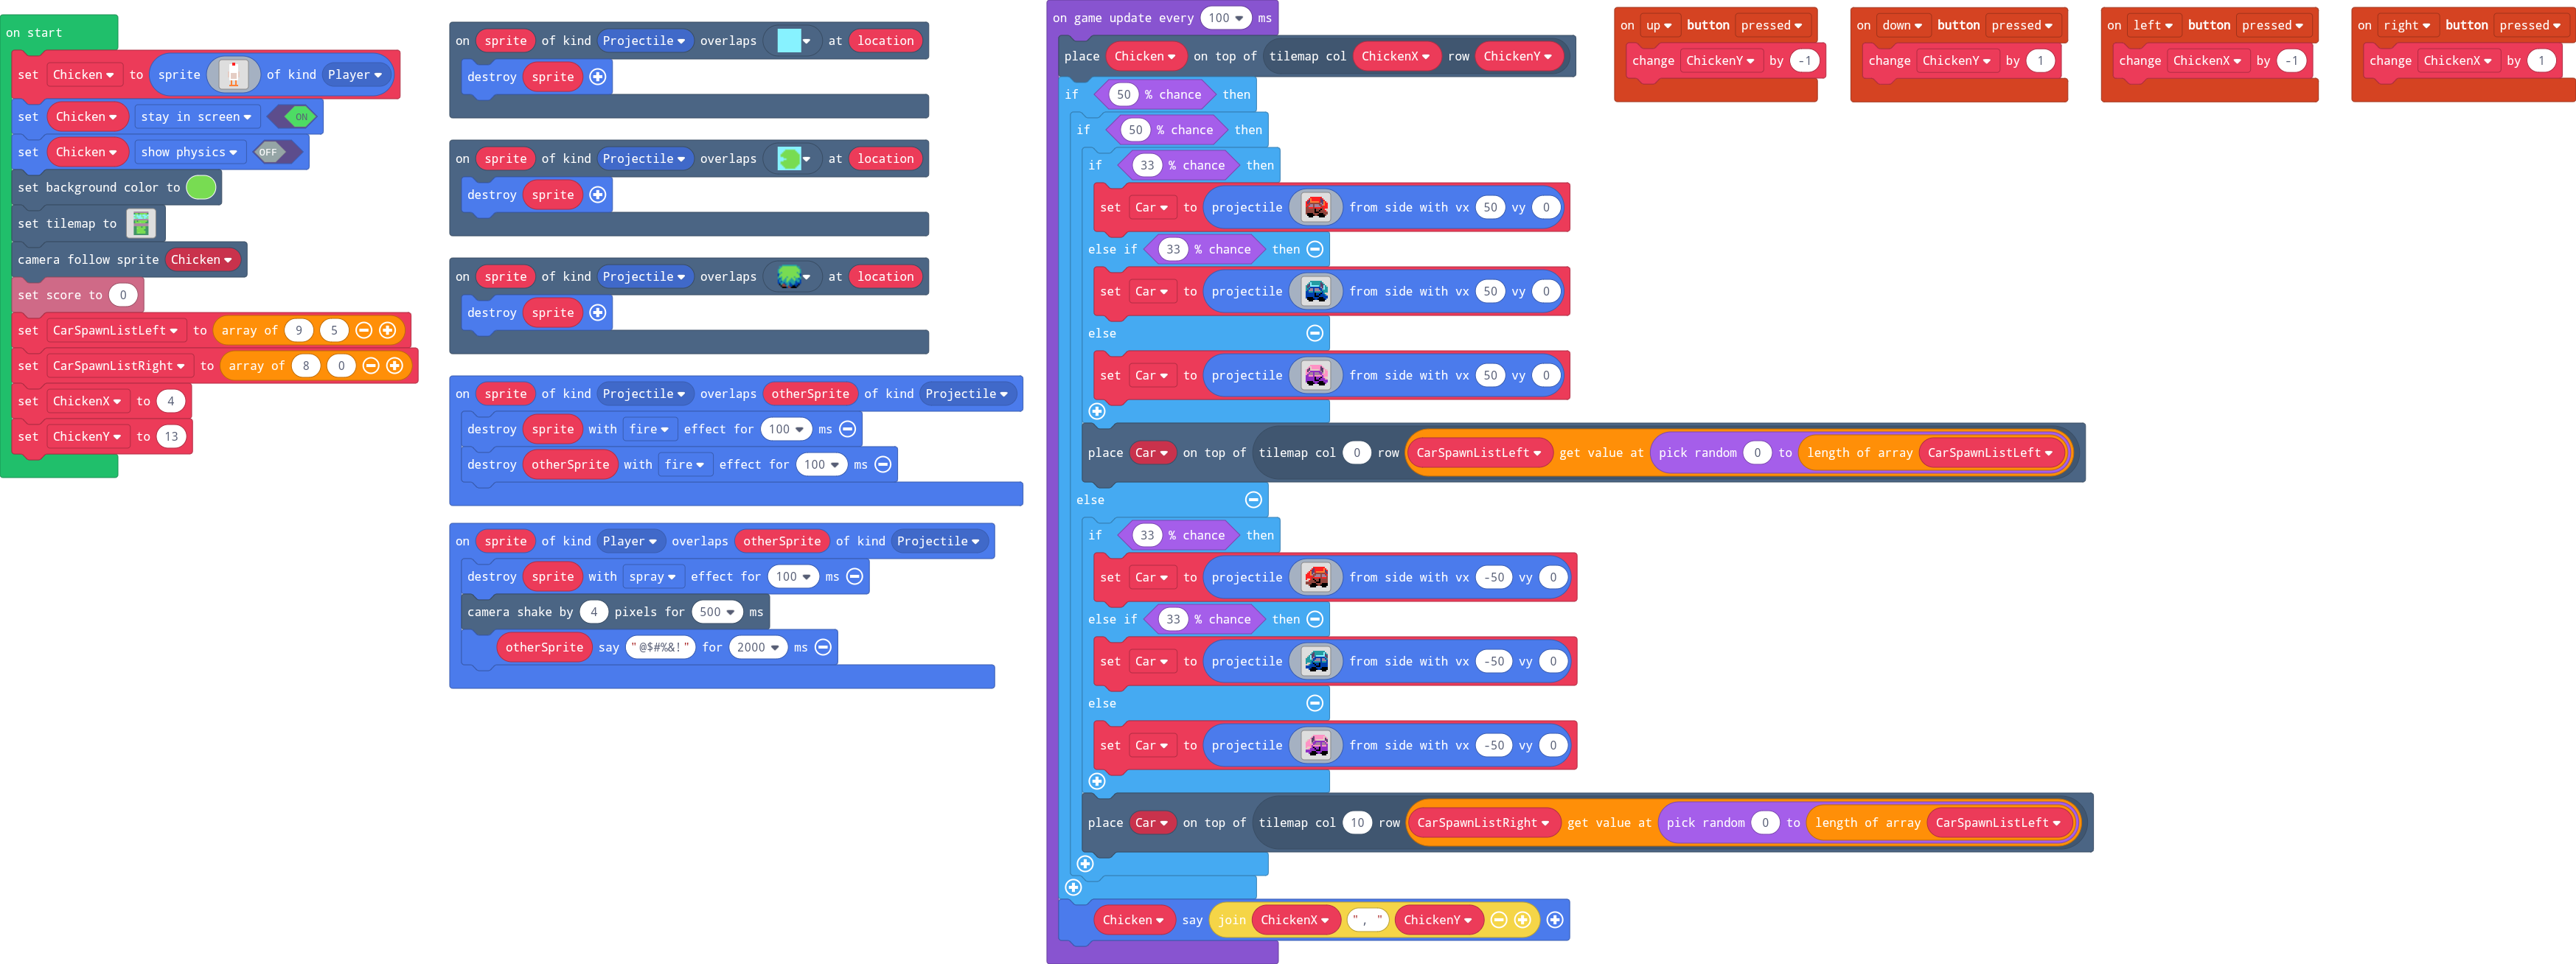 on start
set Chicken to sprite of kind Player
set Chicken stay in screen ON
set Chicken show physics OFF
set background color to
set tilemap to
camera follow sprite Chicken
set score to 0
set CarSpawnListLeft to array of 9 5
set CarSpawnListRight to array of 8 0
set ChickenX to 4
set ChickenY to 13
on sprite of kind Projectile overlaps at location
destroy sprite
on sprite of kind Projectile overlaps at location
destroy sprite
on sprite of kind Projectile overlaps at location
destroy sprite
on sprite of kind Projectile overlaps otherSprite of kind Projectile
destroy sprite with fire effect for 100 ms
destroy otherSprite with fire effect for 100 ms
on sprite of kind Player overlaps otherSprite of kind Projectile
destroy sprite with spray effect for 100 ms
camera shake by 4 pixels for 500 ms
otherSprite say "@$#%&!" for 2000 ms
on game update every 100 ms
place Chicken on top of tilemap col ChickenX row ChickenY
if 50 % chance then
if 50 % chance then
if 33 % chance then
set Car to projectile from side with vx 50 vy 0
else if 33 % chance then
set Car to projectile from side with vx 50 vy 0
else
set Car to projectile from side with vx 50 vy 0
place Car on top of tilemap col 0 row CarSpawnListLeft get value at pick random 0 to length of array CarSpawnListLeft
else
if 33 % chance then
set Car to projectile from side with vx -50 vy 0
else if 33 % chance then
set Car to projectile from side with vx -50 vy 0
else
set Car to projectile from side with vx -50 vy 0
place Car on top of tilemap col 10 row CarSpawnListRight get value at pick random 0 to length of array CarSpawnListLeft
Chicken say join ChickenX ", " ChickenY
on up button pressed
change ChickenY by -1
on down button pressed
change ChickenY by 1
on left button pressed
change ChickenX by -1
on right button pressed
change ChickenX by 1